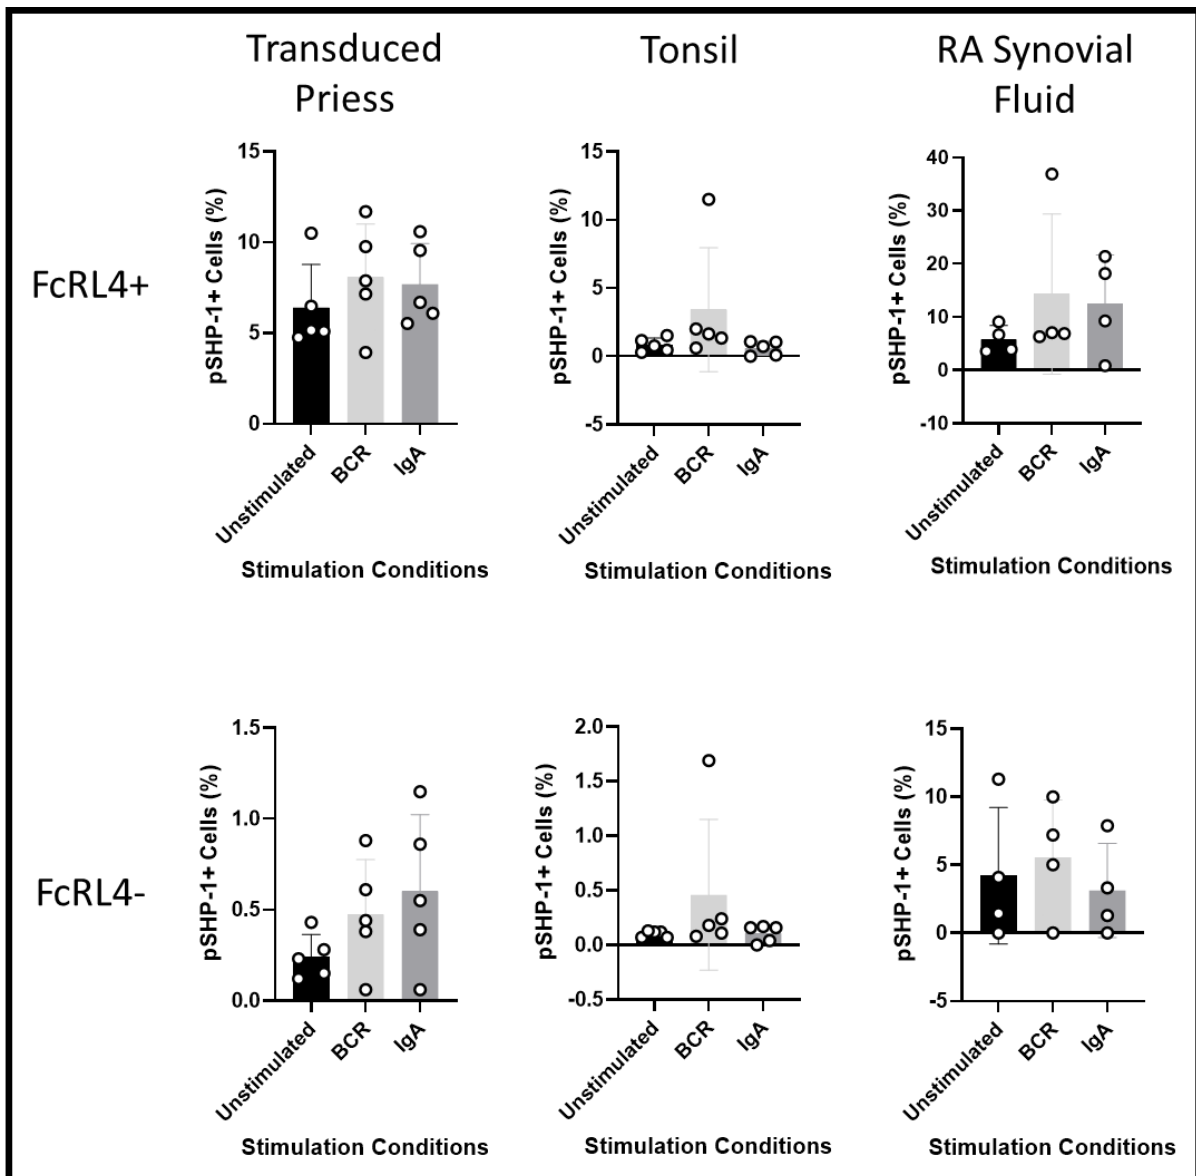 Transduced
Priess
Tonsil
RA Synovial
Fluid
FcRL4+
pSHP-1+ Cells (%)
15
10
5
0
Unstimulated
BCR
IgA
Stimulation Conditions
pSHP-1+ Cells (%)
15
10
5
0
-5
Unstimulated
BCR
IgA
Stimulation Conditions
pSHP-1+ Cells (%)
40
30
20
10
0
-10
Unstimulated
BCR
IgA
Stimulation Conditions
FcRL4-
pSHP-1+ Cells (%)
1.5
1.0
0.5
0.0
Unstimulated
BCR
IgA
Stimulation Conditions
pSHP-1+ Cells (%)
2.0
1.5
1.0
0.5
0.0
-0.5
Unstimulated
BCR
IgA
Stimulation Conditions
pSHP-1+ Cells (%)
15
10
5
0
-5
Unstimulated
BCR
IgA
Stimulation Conditions